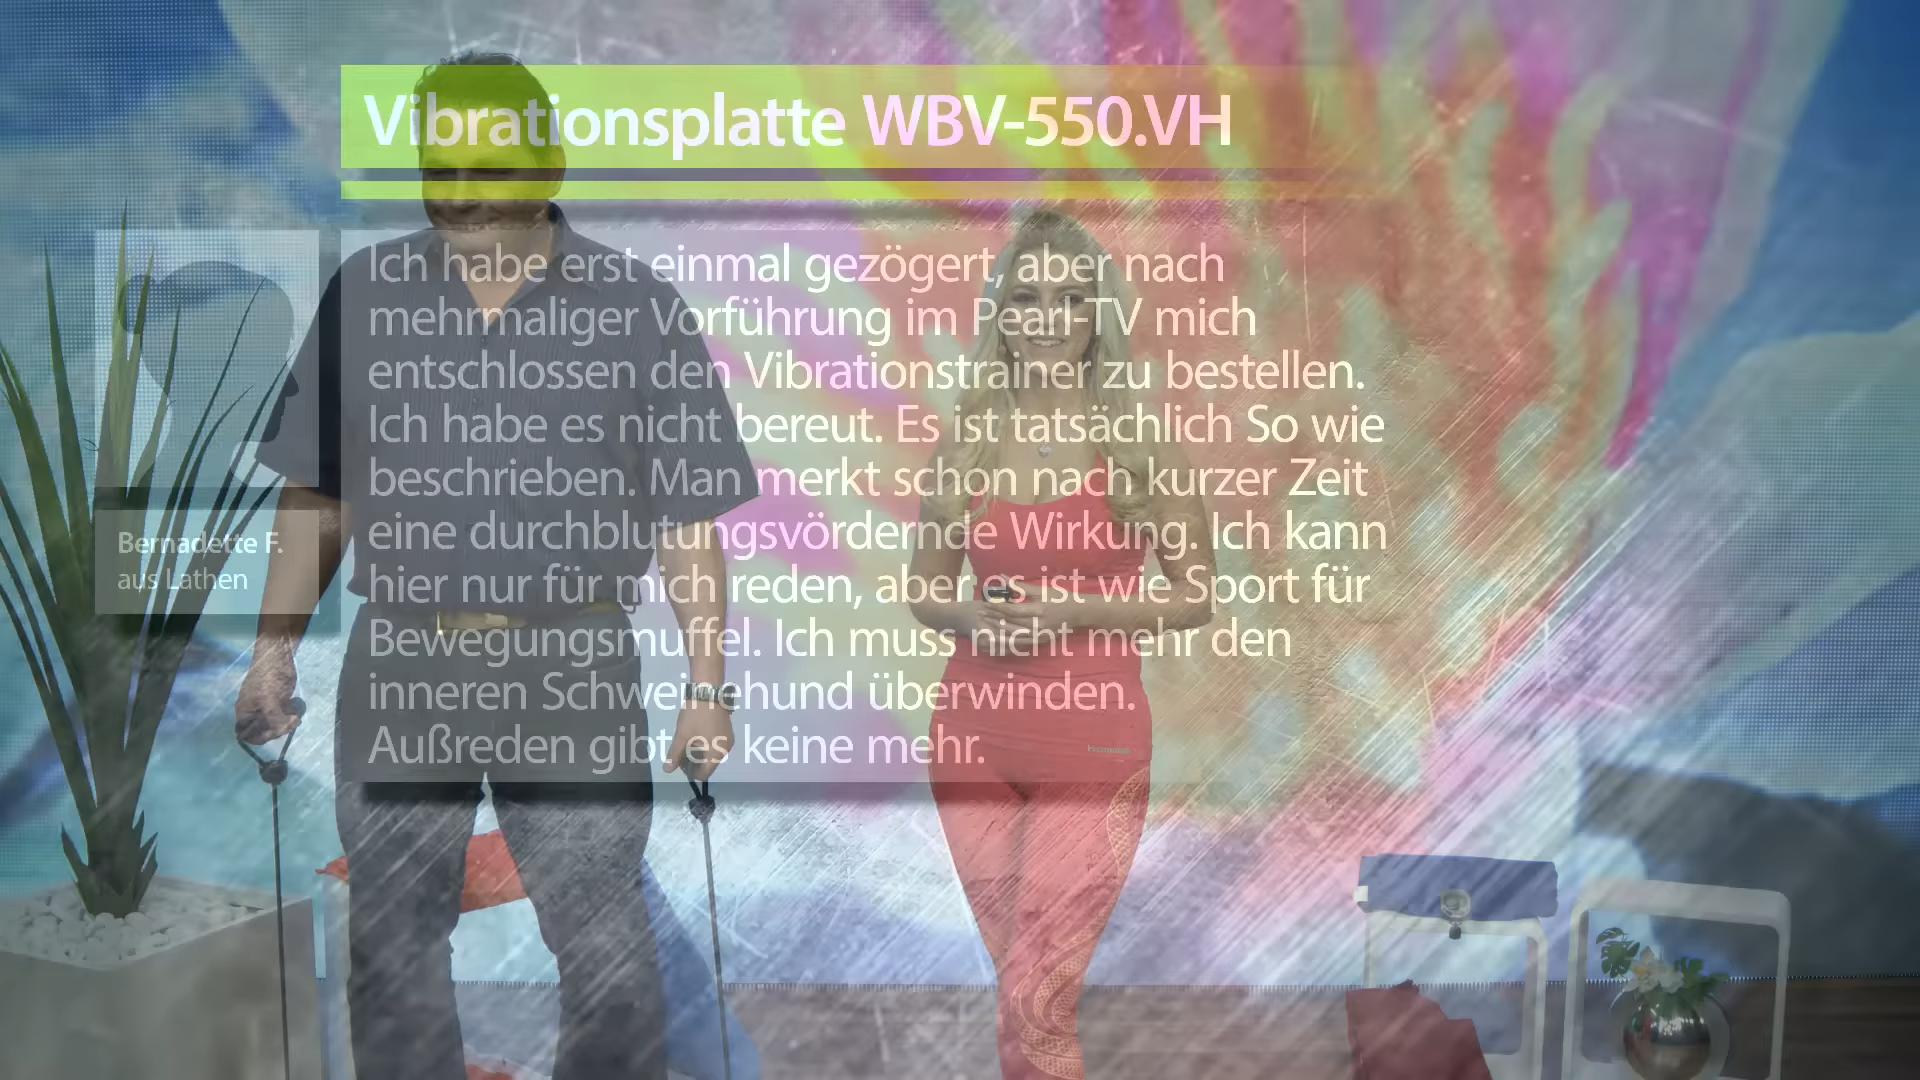 Vibrationsplatte WBV-550.VH
Ich habe erst einmal gezögert, aber nach
mehrmaliger Vorführung im Pearl-TV mich
entschlossen den Vibrationstrainer zu bestellen.
Ich habe es nicht bereut. Es ist tatsächlich So wie
beschrieben. Man merkt schon nach kurzer Zeit
eine durchblutungsvördernde Wirkung. Ich kann
hier nur für mich reden, aber es ist wie Sport für
Bewegungsmuffel. Ich muss nicht mehr den
inneren Schweinehund überwinden.
Außreden gibt es keine mehr.
Bernadette F.
aus Lathen